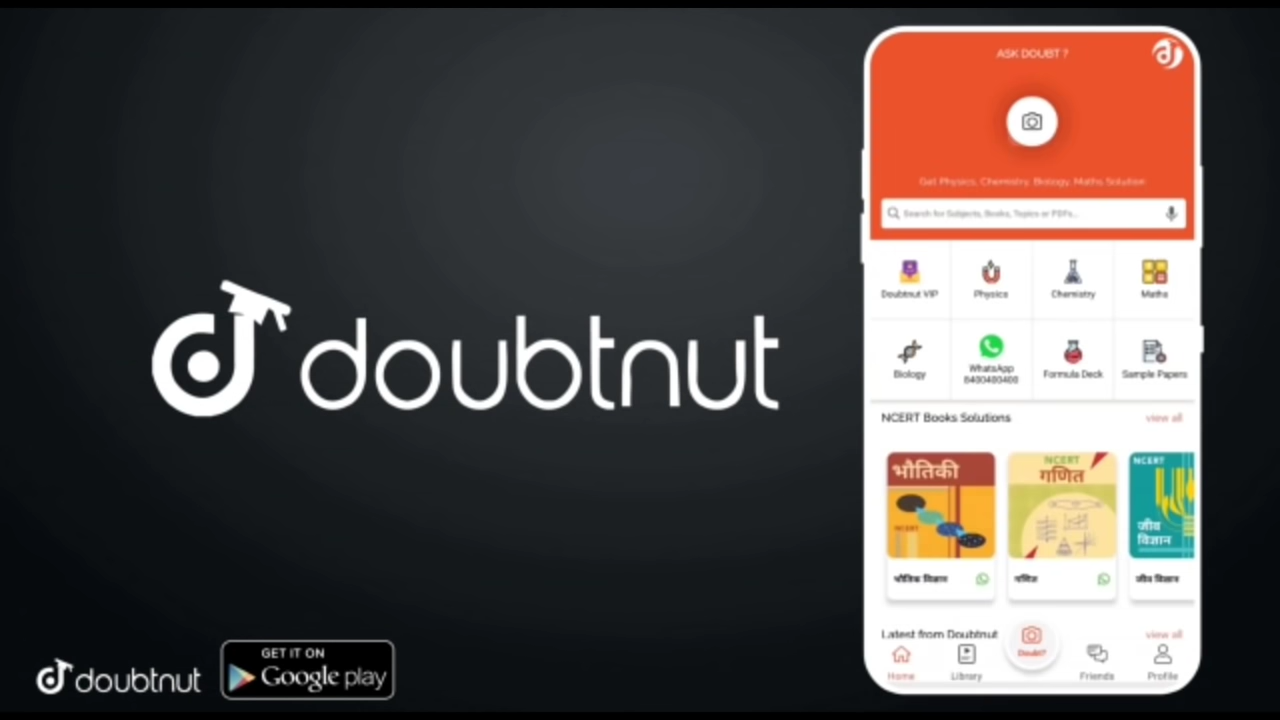 doubtnut
doubtnut
GET IT ON
Google play
ASK DOUBT ?
Get Physics, Chemistry, Biology, Maths Solution
Search for Subjects, Books, Topics or PDFs...
Doubtnut VIP
Physics
Chemistry
Maths
Biology
WhatsApp
8400400400
Formula Deck
Sample Papers
NCERT Books Solutions
view all
भौतिकी
NCERT
NCERT
गणित
NCERT
जीव
विज्ञान
भौतिक विज्ञान
गणित
जीव विज्ञान
Latest from Doubtnut
view all
Home
Library
Doubt?
Friends
Profile